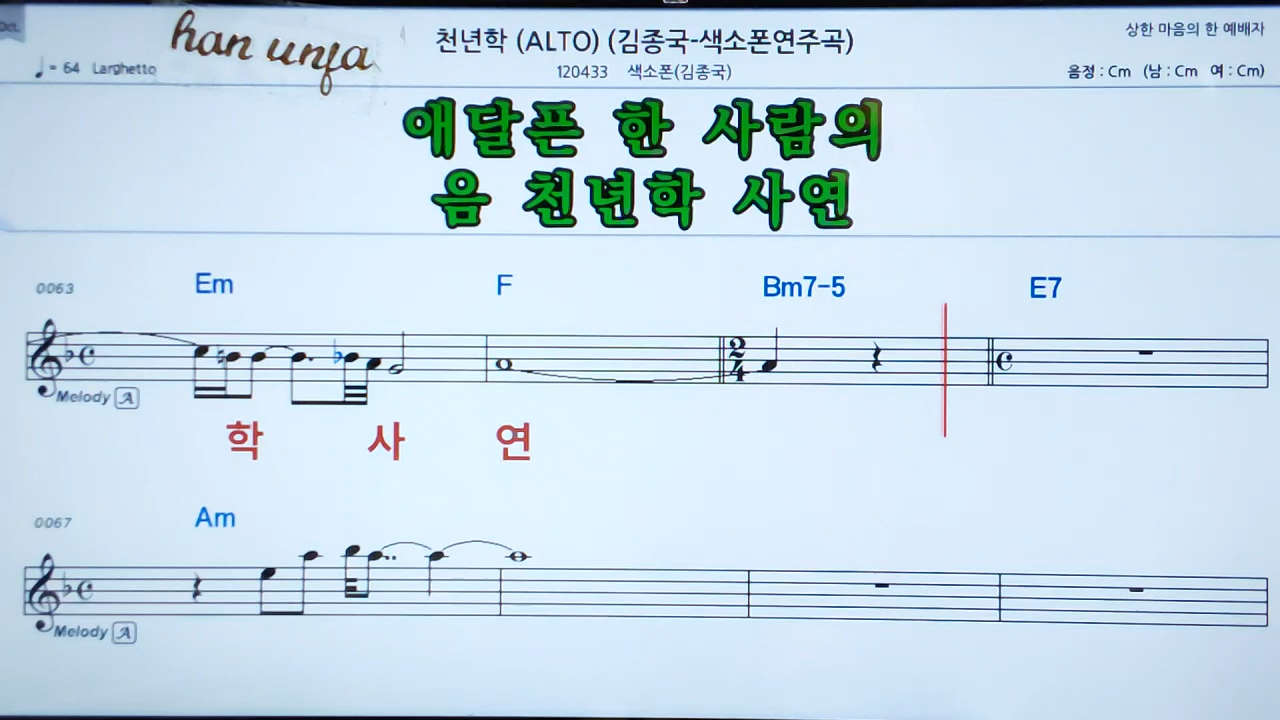 han unfa
천년학 (ALTO) (김종국-색소폰연주곡)
상한 마음의 한 예배자
♩= 64 Larghetto
120433 색소폰(김종국)
음정 : Cm (남 : Cm 여 : Cm)
애달픈 한 사람의
음 천년학 사연
0063 Em F Bm7-5 E7
2
4
Melody A
학 사 연
0067 Am
Melody A